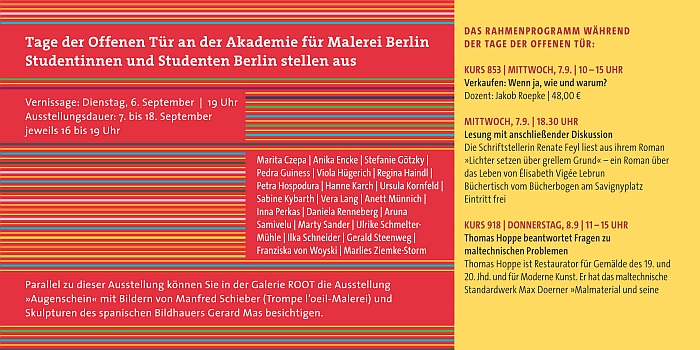 Tage der Offenen Tür an der Akademie für Malerei Berlin
Studentinnen und Studenten Berlin stellen aus
Vernissage: Dienstag, 6. September | 19 Uhr
Ausstellungsdauer: 7. bis 18. September
jeweils 16 bis 19 Uhr
Marita Czepa | Anika Encke | Stefanie Götzky |
Pedra Guiness | Viola Hügerich | Regina Haindl |
Petra Hospodura | Hanne Karch | Ursula Kornfeld |
Sabine Kybarth | Vera Lang | Anett Münnich |
Inna Perkas | Daniela Renneberg | Aruna
Samivelu | Marty Sander | Ulrike Schmelter-
Mühle | Ilka Schneider | Gerald Steenweg |
Franziska von Woyski | Marlies Ziemke-Storm
Parallel zu dieser Ausstellung können Sie in der Galerie ROOT die Ausstellung
»Augenschein« mit Bildern von Manfred Schieber (Trompe l'oeil-Malerei) und
Skulpturen des spanischen Bildhauers Gerard Mas besichtigen.
DAS RAHMENPROGRAMM WÄHREND
DER TAGE DER OFFENEN TÜR:
KURS 853 | MITTWOCH, 7.9. | 10 – 15 UHR
Verkaufen: Wenn ja, wie und warum?
Dozent: Jakob Roepke | 48,00 €
MITTWOCH, 7.9. | 18.30 UHR
Lesung mit anschließender Diskussion
Die Schriftstellerin Renate Feyl liest aus ihrem Roman
»Lichter setzen über grellem Grund« – ein Roman über
das Leben von Élisabeth Vigée Lebrun
Büchertisch vom Bücherbogen am Savignyplatz
Eintritt frei
KURS 918 | DONNERSTAG, 8.9 | 11 – 15 UHR
Thomas Hoppe beantwortet Fragen zu
maltechnischen Problemen
Thomas Hoppe ist Restaurator für Gemälde des 19. und
20. Jhd. und für Moderne Kunst. Er hat das maltechnische
Standardwerk Max Doerner »Malmaterial und seine